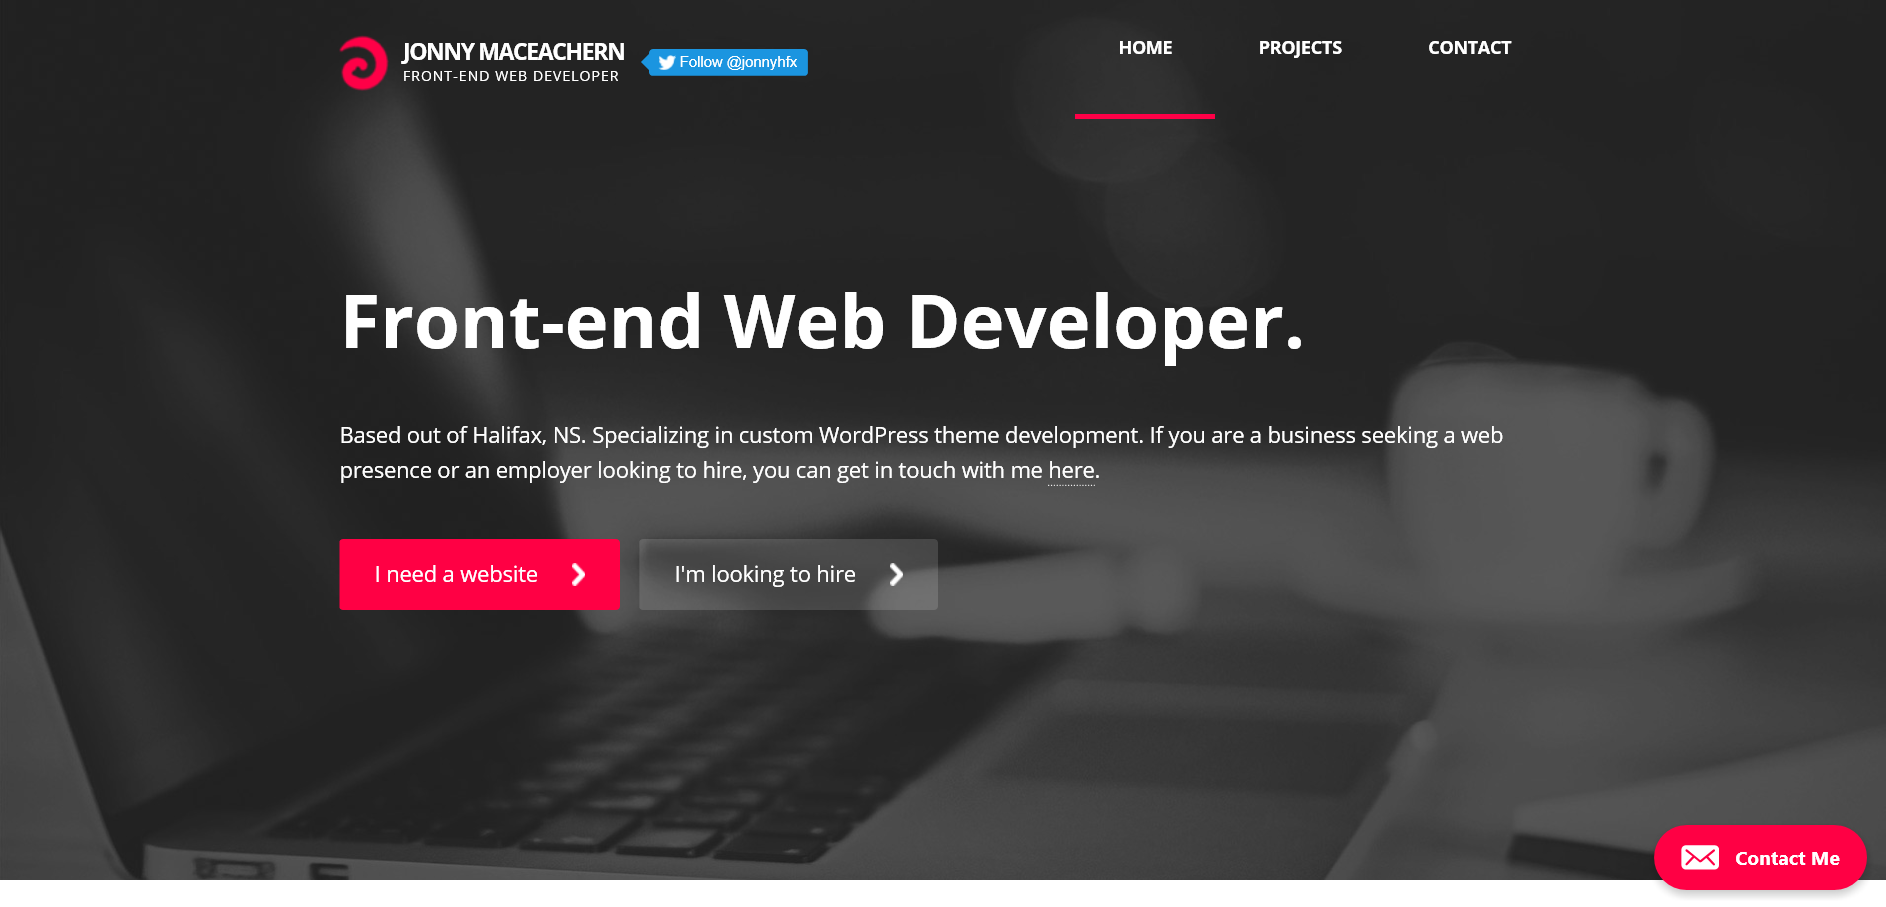 JONNY MACEACHERN
FRONT-END WEB DEVELOPER
Follow @jonnyhfx
HOME
PROJECTS
CONTACT
Front-end Web Developer.
Based out of Halifax, NS. Specializing in custom WordPress theme development. If you are a business seeking a web
presence or an employer looking to hire, you can get in touch with me here.
I need a website
I'm looking to hire
Contact Me